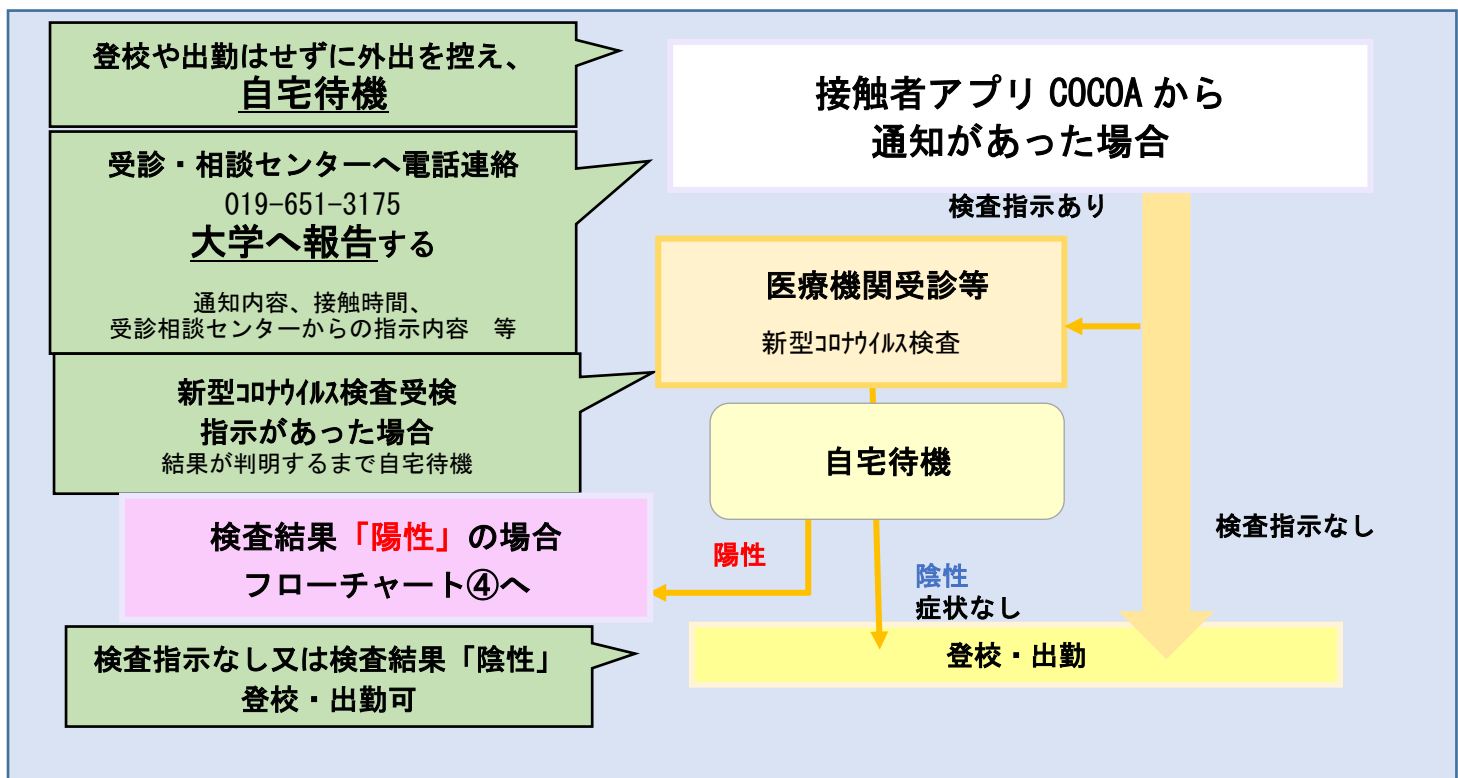 登校や出勤はせずに外出を控え、
自宅待機
接触者アプリ COCOA から
通知があった場合
受診・相談センターへ電話連絡
019-651-3175
大学へ報告する
通知内容、接触時間、
受診相談センターからの指示内容　等
検査指示あり
医療機関受診等
新型ｺﾛﾅｳｲﾙｽ検査
新型ｺﾛﾅｳｲﾙｽ検査受検
指示があった場合
結果が判明するまで自宅待機
自宅待機
検査結果「陽性」の場合
フローチャート④へ
陽性
陰性
症状なし
検査指示なし
検査指示なし又は検査結果「陰性」
登校・出勤可
登校・出勤